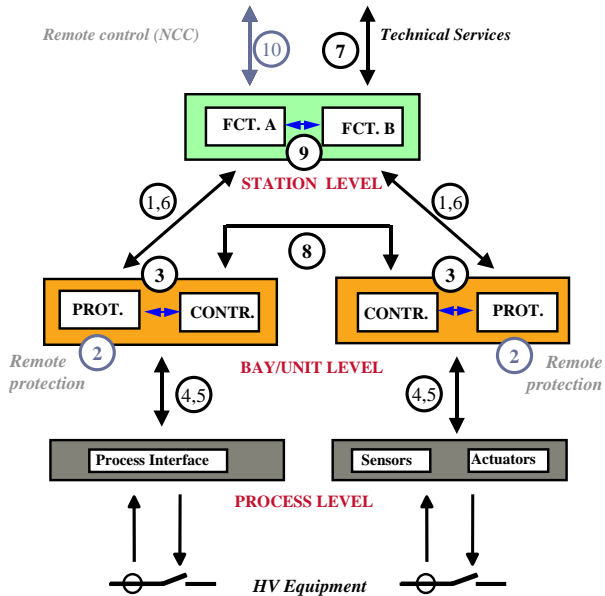 Remote control (NCC)
10
7
Technical Services
FCT. A
FCT. B
9
STATION LEVEL
1,6
1,6
8
3
3
PROT.
CONTR.
CONTR.
PROT.
2
2
Remote
protection
BAY/UNIT LEVEL
Remote
protection
4,5
4,5
Process Interface
Sensors
Actuators
PROCESS LEVEL
HV Equipment